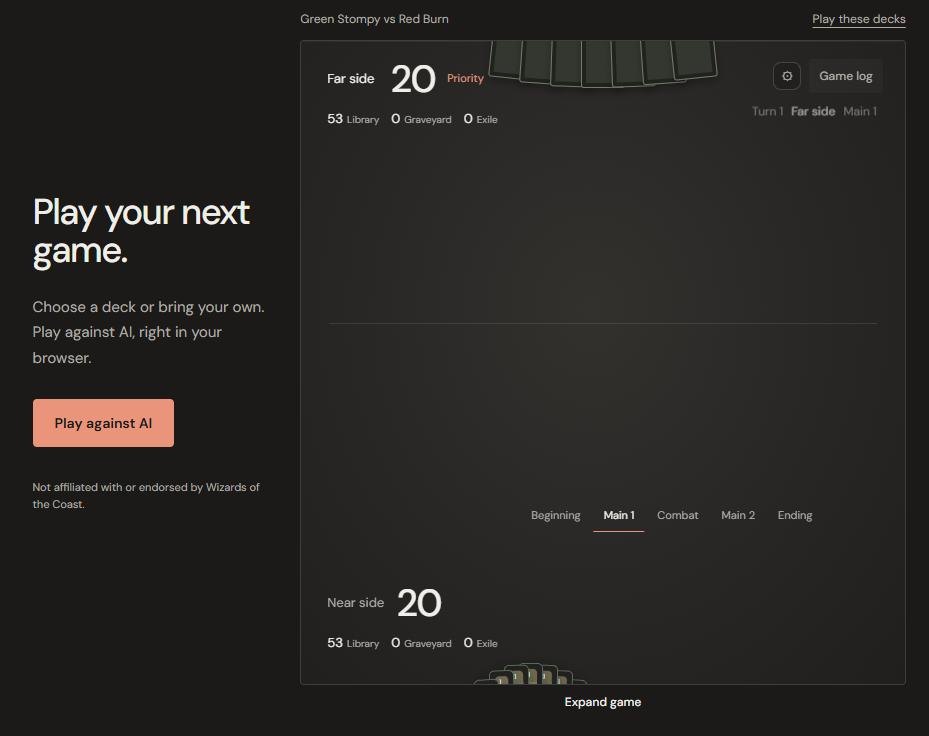 Green Stompy vs Red Burn
Play these decks
Far side 20 Priority
Game log
53 Library 0 Graveyard 0 Exile
Turn 1 Far side Main 1
Play your next
game.
Choose a deck or bring your own.
Play against AI, right in your
browser.
Play against AI
Not affiliated with or endorsed by Wizards of
the Coast.
Beginning Main 1 Combat Main 2 Ending
Near side 20
53 Library 0 Graveyard 0 Exile
Expand game